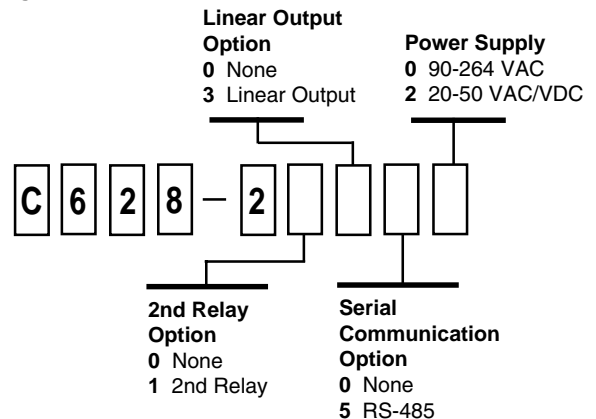 Linear Output
Option
0 None
3 Linear Output
Power Supply
0 90-264 VAC
2 20-50 VAC/VDC
C 6 2 8 – 2
2nd Relay
Option
0 None
1 2nd Relay
Serial
Communication
Option
0 None
5 RS-485